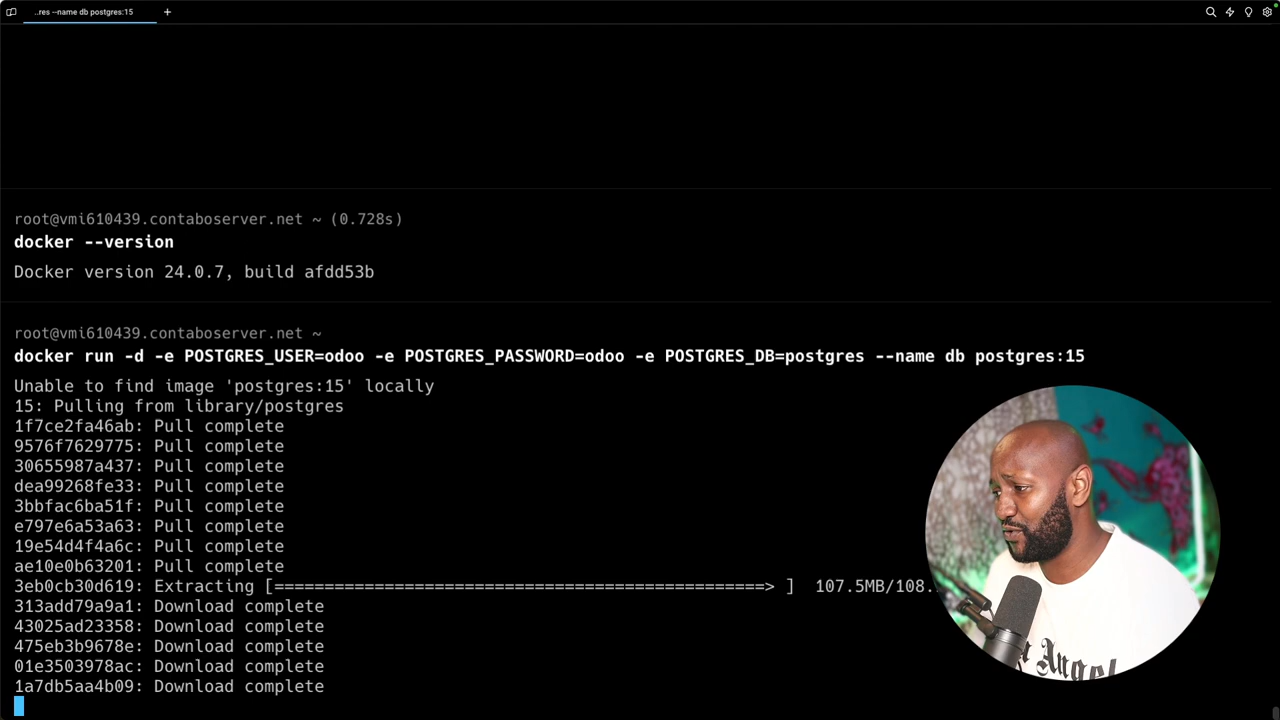 ..res --name db postgres:15
root@vmi610439.contaboserver.net ~ (0.728s)
docker --version
Docker version 24.0.7, build afdd53b
root@vmi610439.contaboserver.net ~
docker run -d -e POSTGRES_USER=odoo -e POSTGRES_PASSWORD=odoo -e POSTGRES_DB=postgres --name db postgres:15
Unable to find image 'postgres:15' locally
15: Pulling from library/postgres
1f7ce2fa46ab: Pull complete
9576f7629775: Pull complete
30655987a437: Pull complete
dea99268fe33: Pull complete
3bbfac6ba51f: Pull complete
e797e6a53a63: Pull complete
19e54d4f4a6c: Pull complete
ae10e0b63201: Pull complete
3eb0cb30d619: Extracting [=================================================> ] 107.5MB/108.
313add79a9a1: Download complete
43025ad23358: Download complete
475eb3b9678e: Download complete
01e3503978ac: Download complete
1a7db5aa4b09: Download complete
Angel